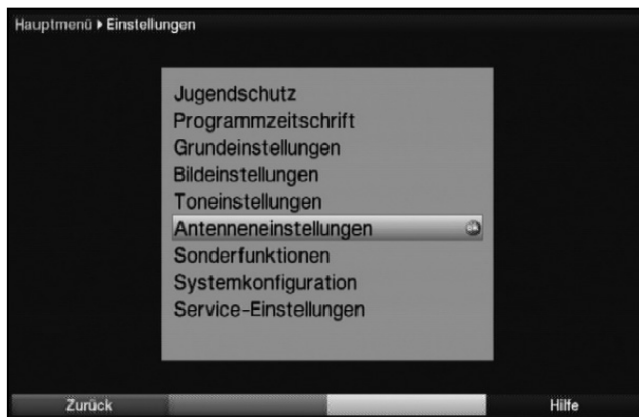 Hauptmenü ▸ Einstellungen
Jugendschutz
Programmzeitschrift
Grundeinstellungen
Bildeinstellungen
Toneinstellungen
Antenneneinstellungen
Sonderfunktionen
Systemkonfiguration
Service-Einstellungen
Zurück Hilfe